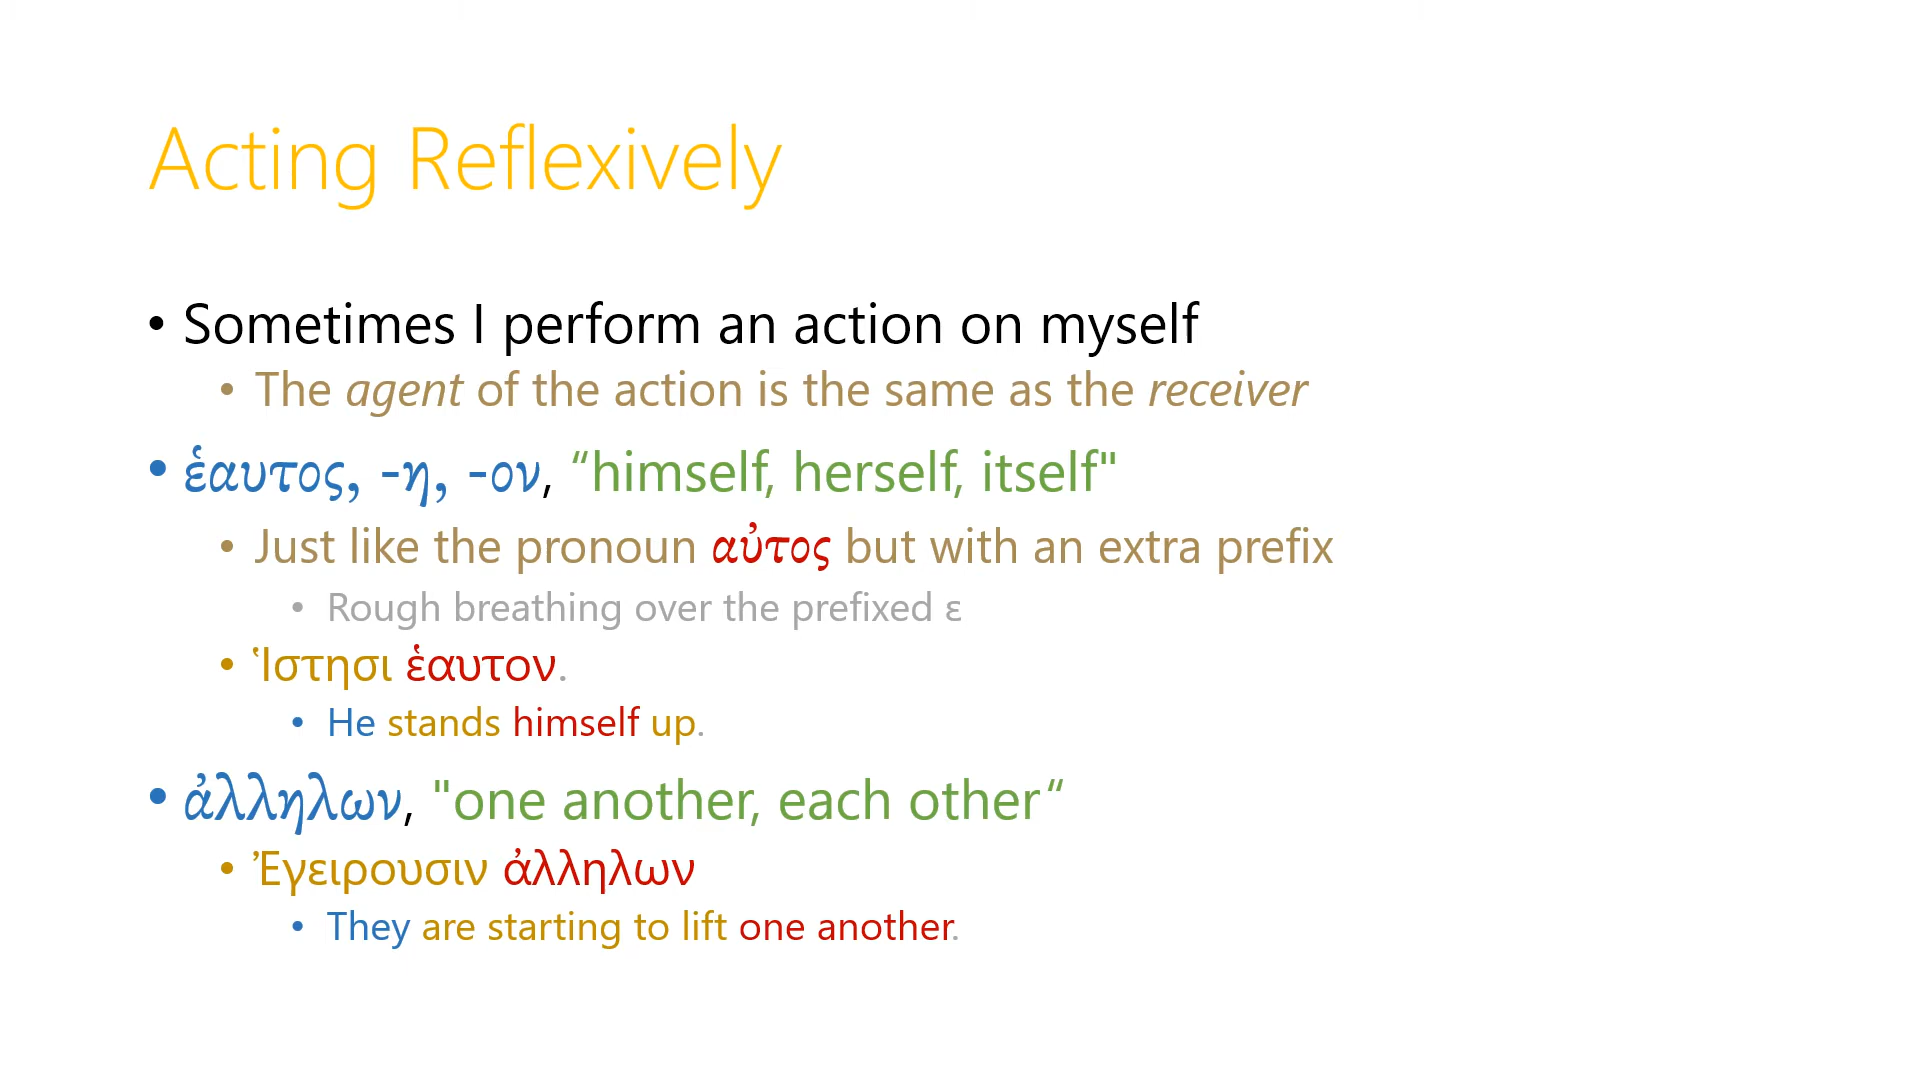 Acting Reflexively
• Sometimes I perform an action on myself
• The agent of the action is the same as the receiver
• ἑαυτος, -η, -ον, “himself, herself, itself"
• Just like the pronoun αὐτος but with an extra prefix
• Rough breathing over the prefixed ε
• Ἱστησι ἑαυτον.
• He stands himself up.
• ἀλληλων, "one another, each other“
• Ἐγειρουσιν ἀλληλων
• They are starting to lift one another.